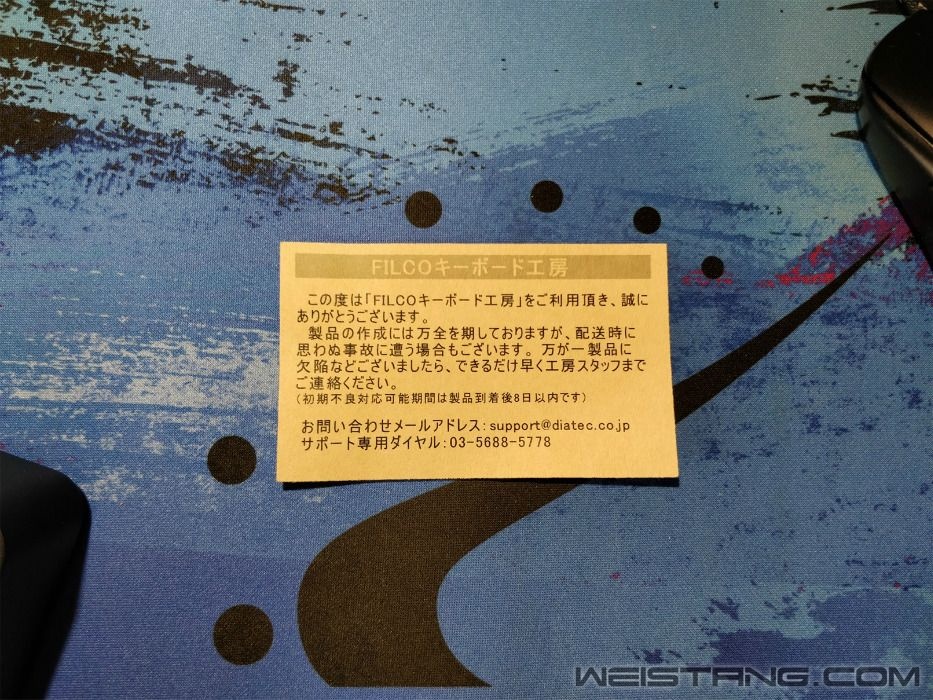 FILCOキーボード工房
この度は「FILCOキーボード工房」をご利用頂き、誠に
ありがとうございます。
製品の作成には万全を期しておりますが、配送時に
思わぬ事故に遭う場合もございます。万が一製品に
欠陥などございましたら、できるだけ早く工房スタッフまで
ご連絡ください。
(初期不良対応可能期間は製品到着後8日以内です)
お問い合わせメールアドレス:support@diatec.co.jp
サポート専用ダイヤル:03-5688-5778
WEISTANG.COM